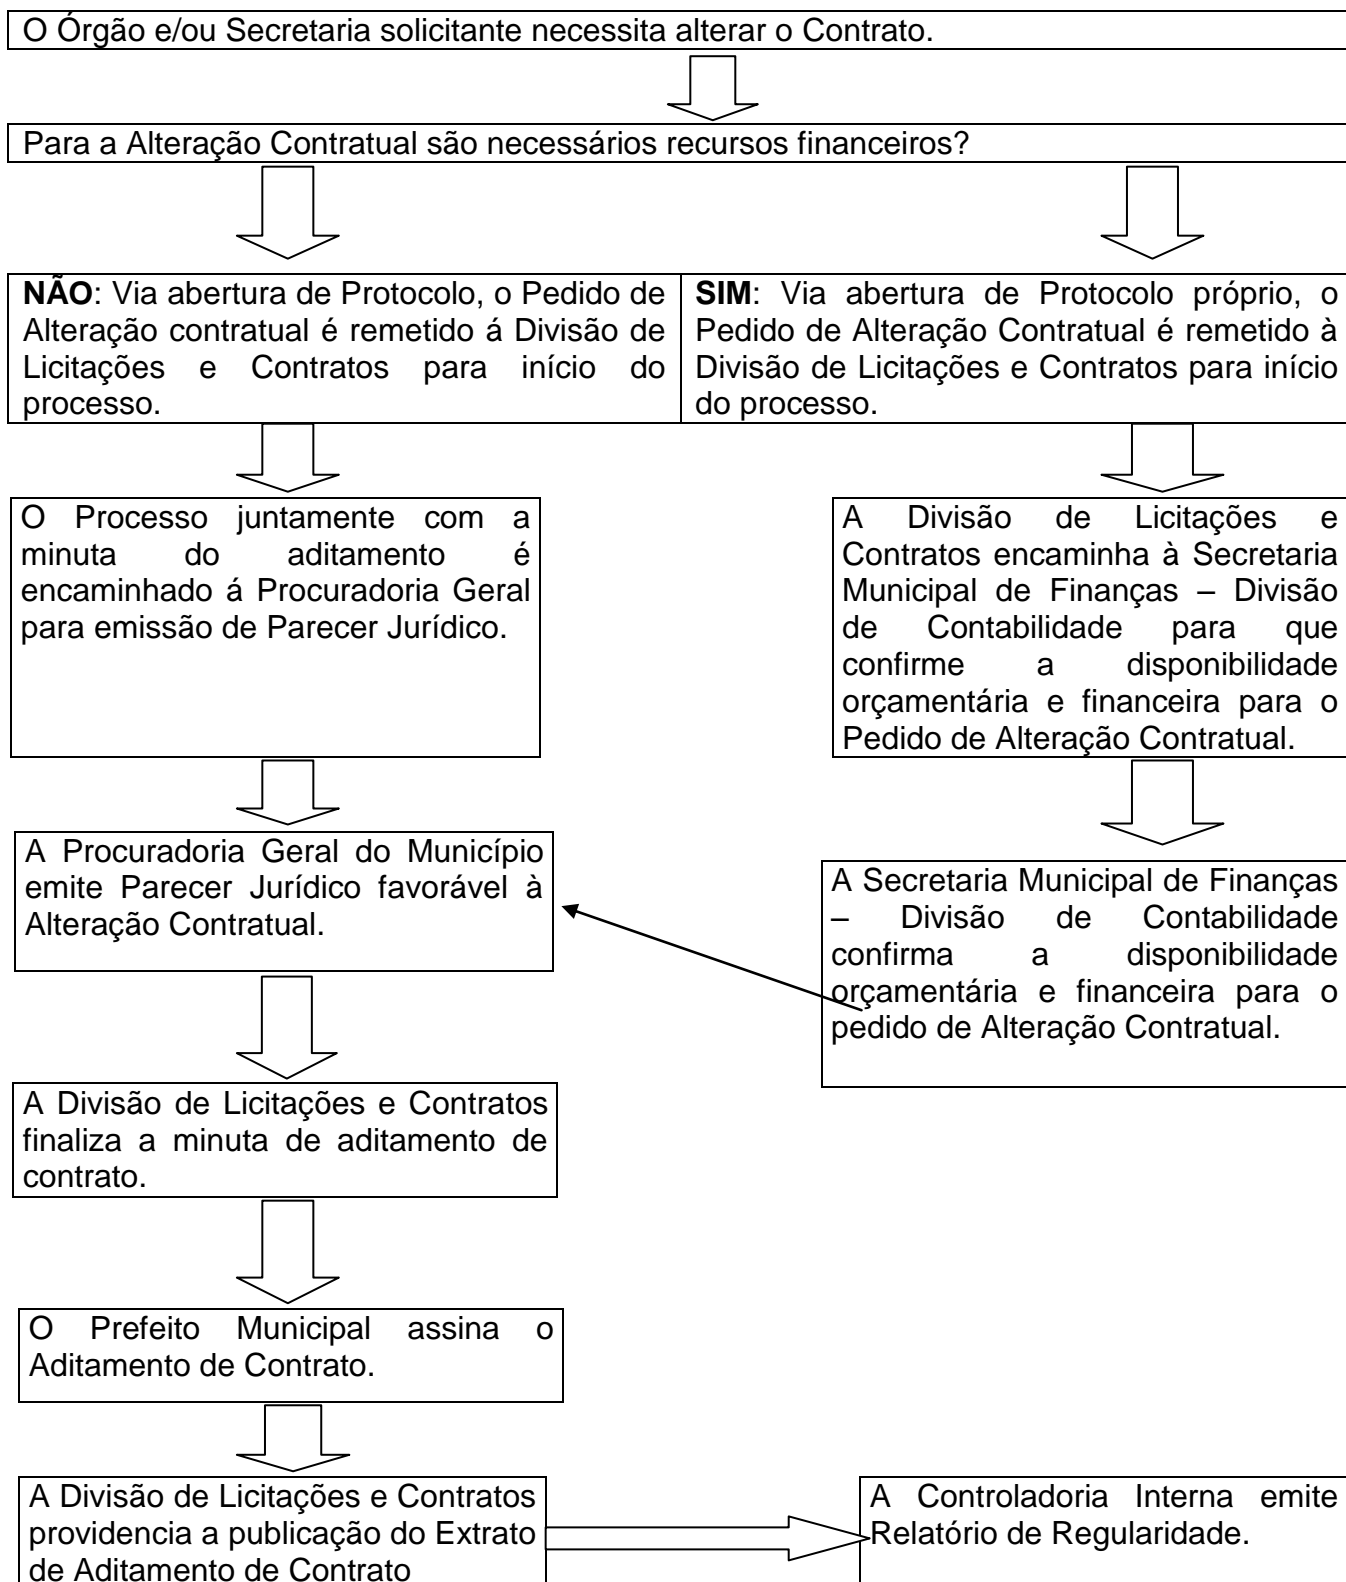 O Órgão e/ou Secretaria solicitante necessita alterar o Contrato.
Para a Alteração Contratual são necessários recursos financeiros?
NÃO: Via abertura de Protocolo, o Pedido de
Alteração contratual é remetido á Divisão de
Licitações e Contratos para início do
processo.
SIM: Via abertura de Protocolo próprio, o
Pedido de Alteração Contratual é remetido à
Divisão de Licitações e Contratos para início
do processo.
O Processo juntamente com a
minuta do aditamento é
encaminhado á Procuradoria Geral
para emissão de Parecer Jurídico.
A Divisão de Licitações e
Contratos encaminha à Secretaria
Municipal de Finanças – Divisão
de Contabilidade para que
confirme a disponibilidade
orçamentária e financeira para o
Pedido de Alteração Contratual.
A Procuradoria Geral do Município
emite Parecer Jurídico favorável à
Alteração Contratual.
A Secretaria Municipal de Finanças
– Divisão de Contabilidade
confirma a disponibilidade
orçamentária e financeira para o
pedido de Alteração Contratual.
A Divisão de Licitações e Contratos
finaliza a minuta de aditamento de
contrato.
O Prefeito Municipal assina o
Aditamento de Contrato.
A Divisão de Licitações e Contratos
providencia a publicação do Extrato
de Aditamento de Contrato
A Controladoria Interna emite
Relatório de Regularidade.